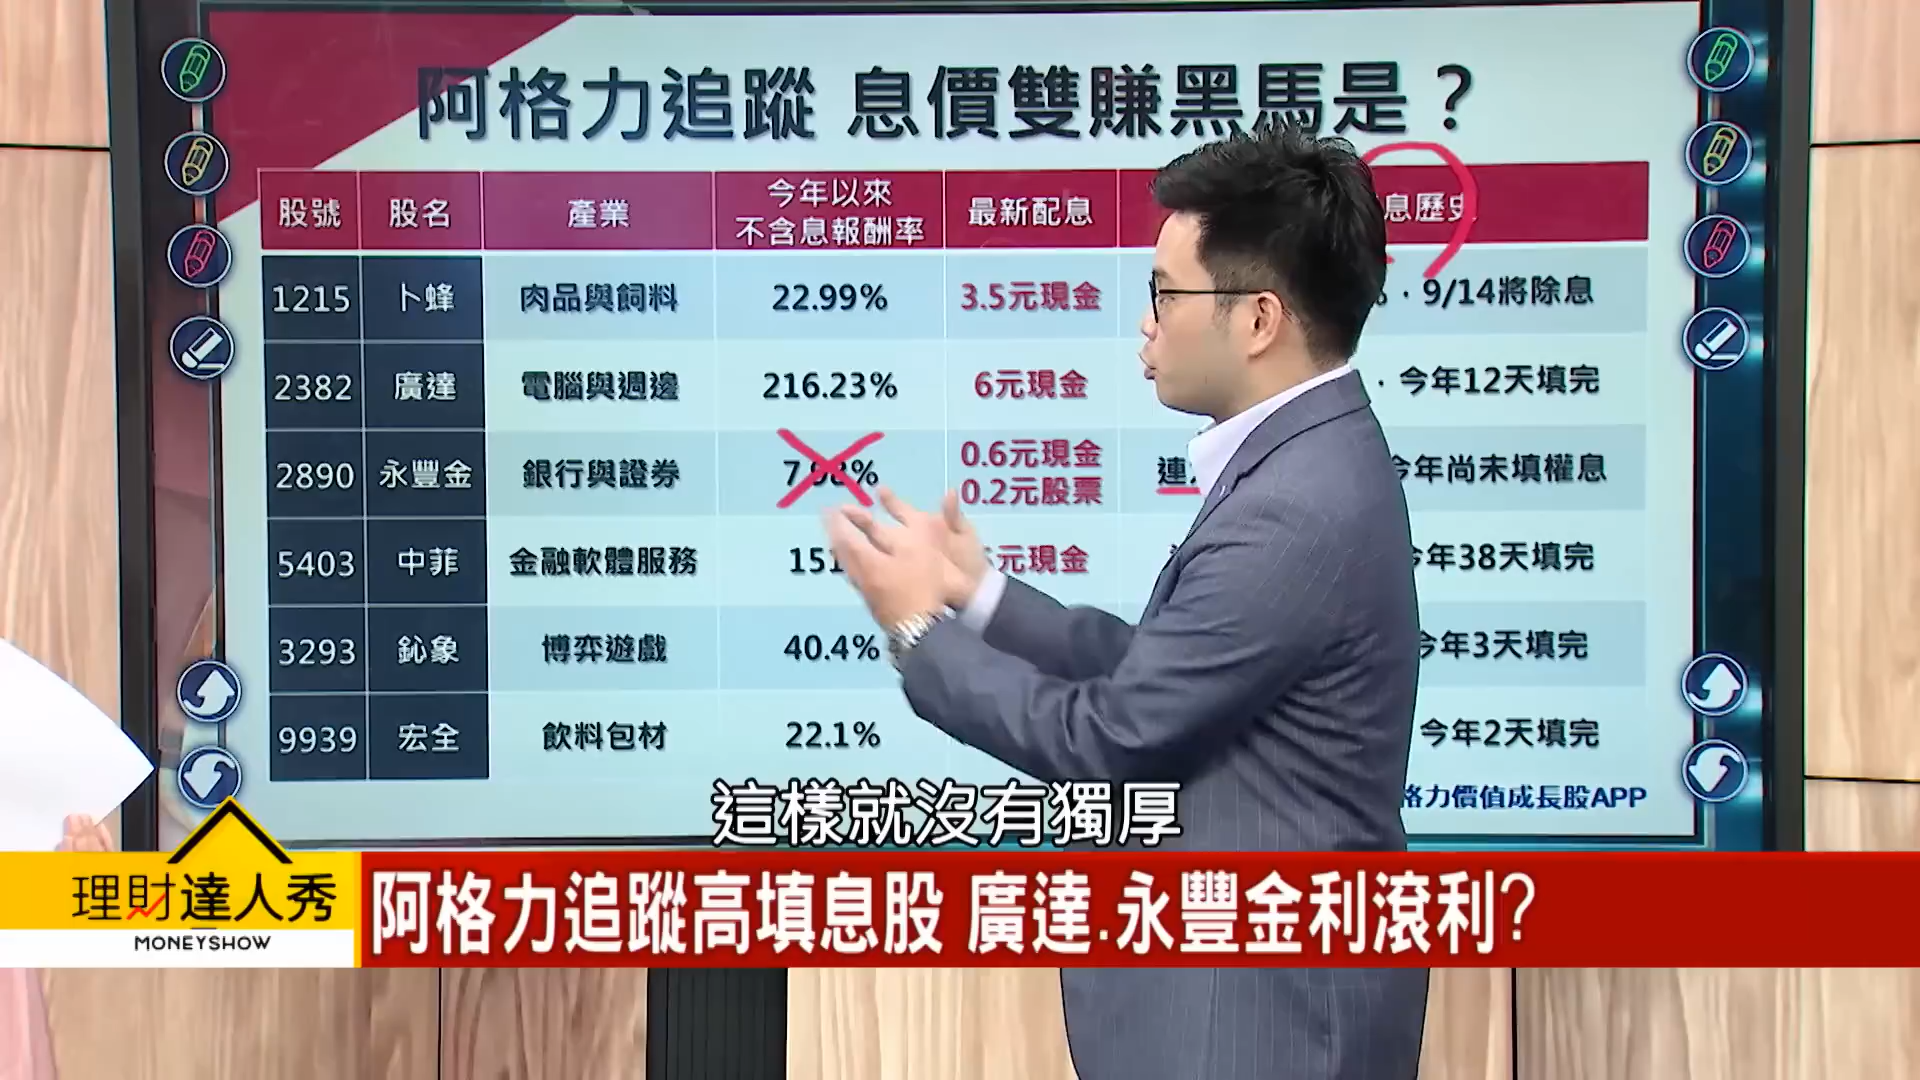 阿格力追蹤 息價雙賺黑馬是？
股號 股名 產業 今年以來 不含息報酬率 最新配息 息歷史
1215 卜蜂 肉品與飼料 22.99% 3.5元現金 % · 9/14將除息
2382 廣達 電腦與週邊 216.23% 6元現金 · 今年12天填完
2890 永豐金 銀行與證券 0.6元現金 0.2元股票 連 今年尚未填權息
5403 中菲 金融軟體服務 151 元現金 今年38天填完
3293 鈊象 博弈遊戲 40.4% 今年3天填完
9939 宏全 飲料包材 22.1% 今年2天填完
格力價值成長股APP
這樣就沒有獨厚
理財達人秀
MONEYSHOW
阿格力追蹤高填息股 廣達.永豐金利滾利?